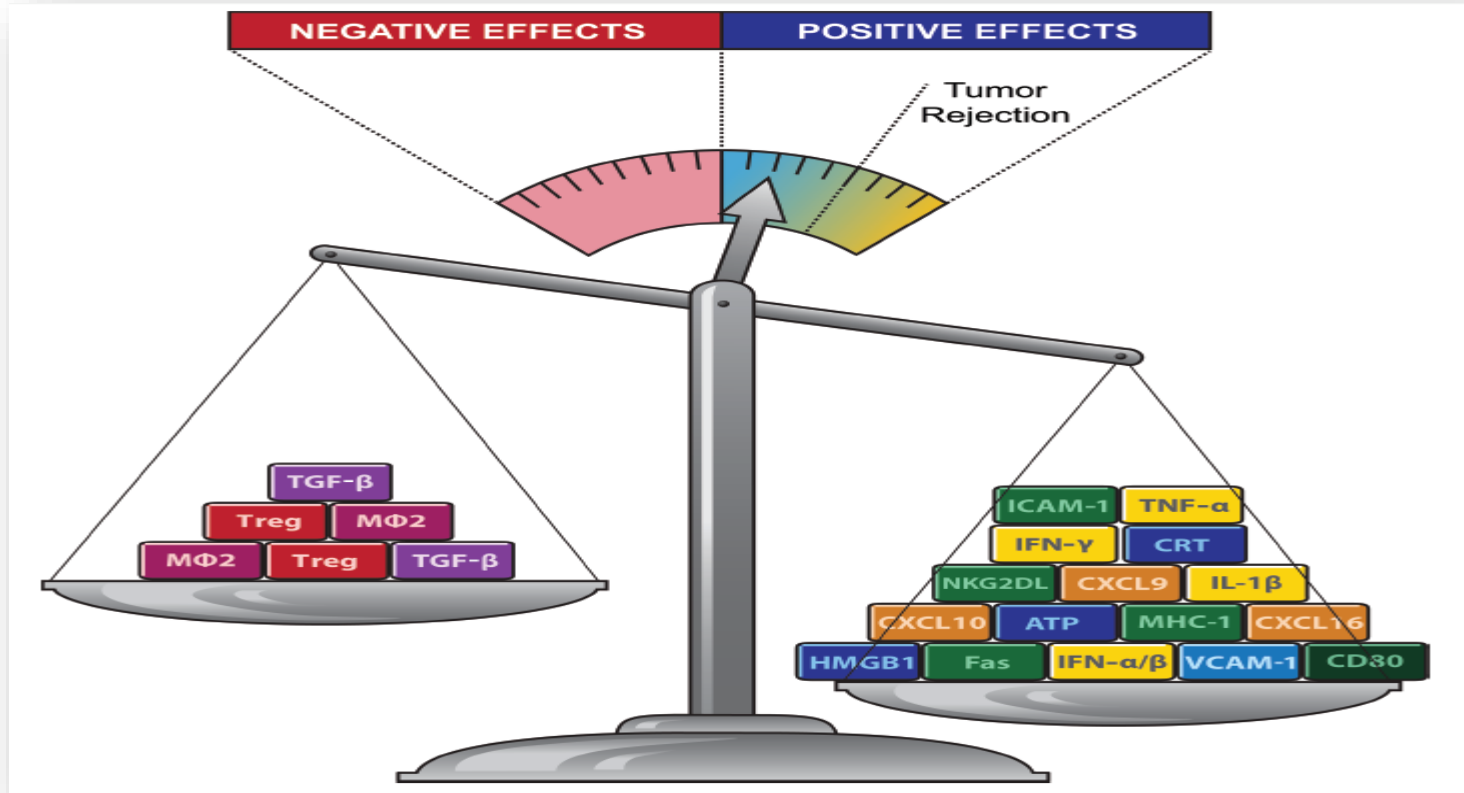 NEGATIVE EFFECTS POSITIVE EFFECTS
Tumor
Rejection
TGF-β
Treg MΦ2
MΦ2 Treg TGF-β
ICAM-1 TNF-α
IFN-γ CRT
NKG2DL CXCL9 IL-1β
CXCL10 ATP MHC-1 CXCL16
HMGB1 Fas IFN-α/β VCAM-1 CD80